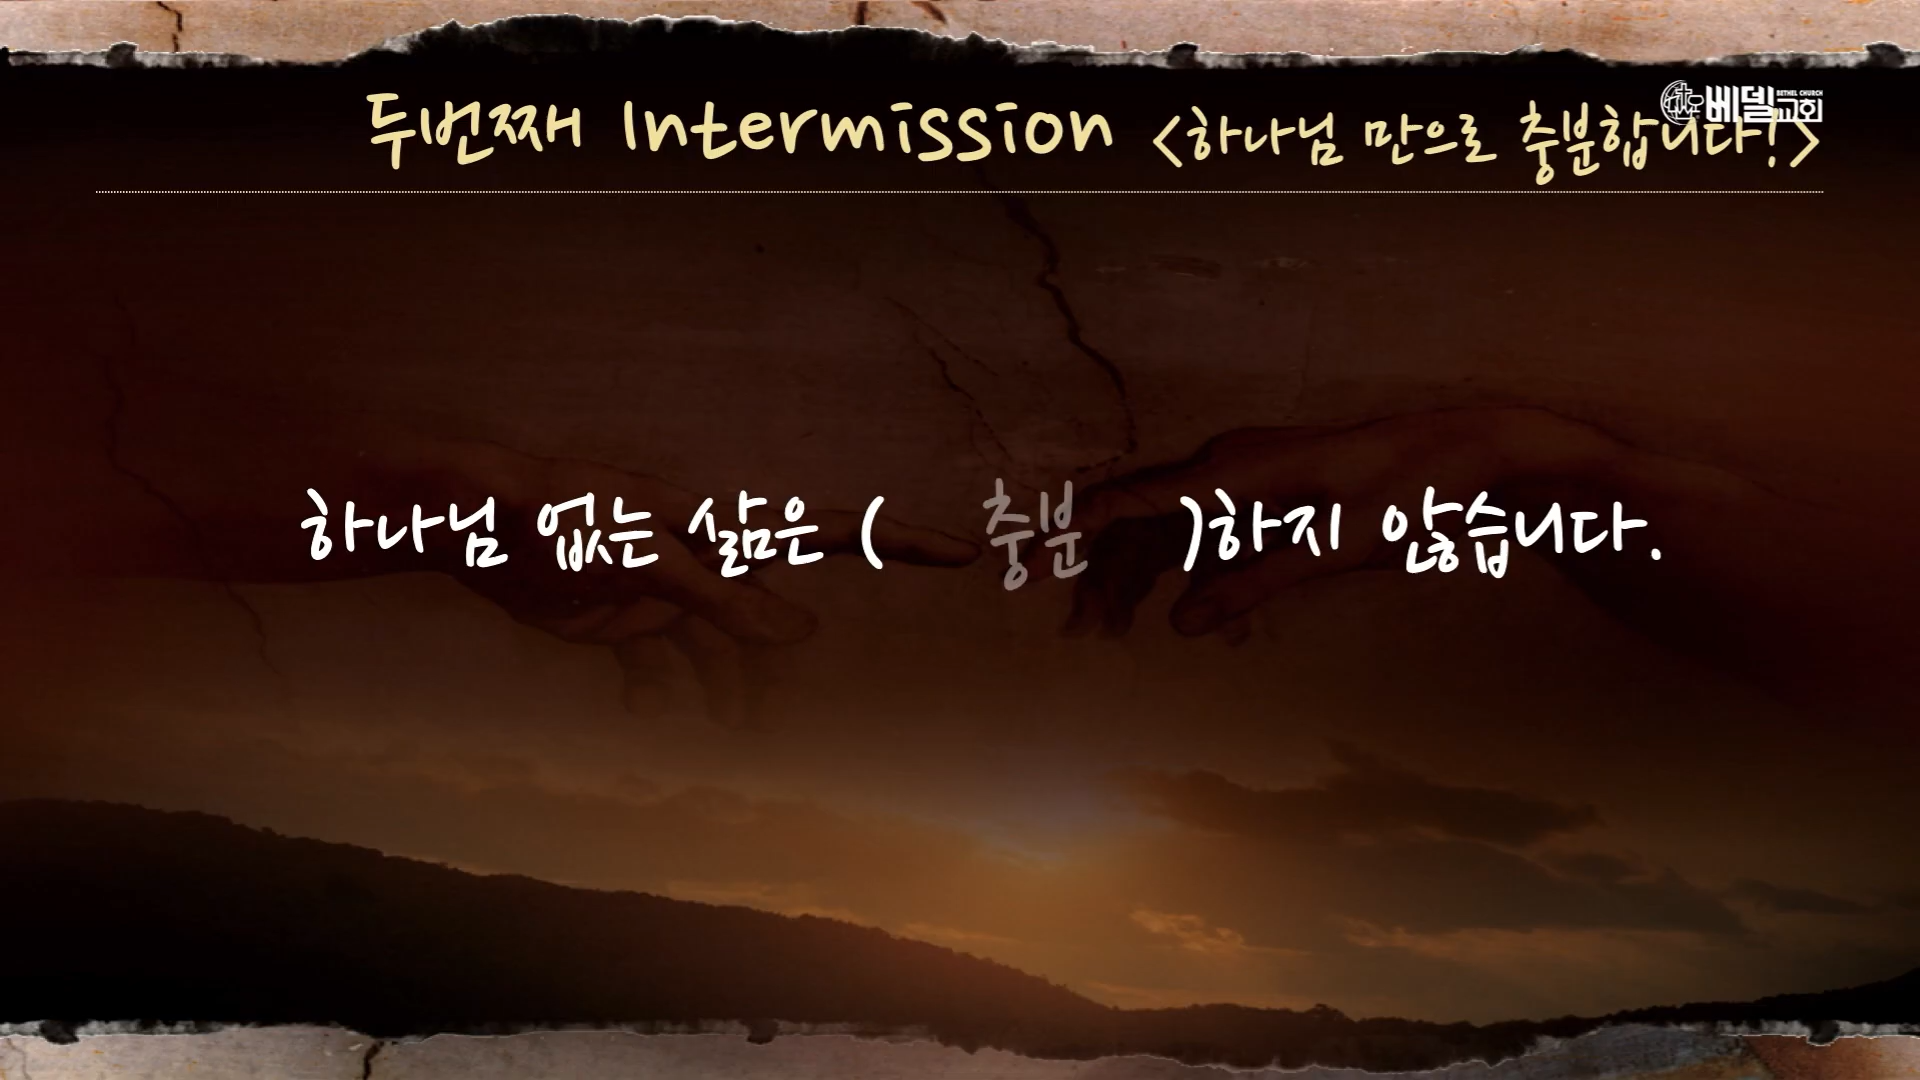 두번째 Intermission <하나님 만으로 충분합니다!>
베델교회
BETHEL CHURCH
하나님 없는 삶은 ( 충분 )하지 않습니다.